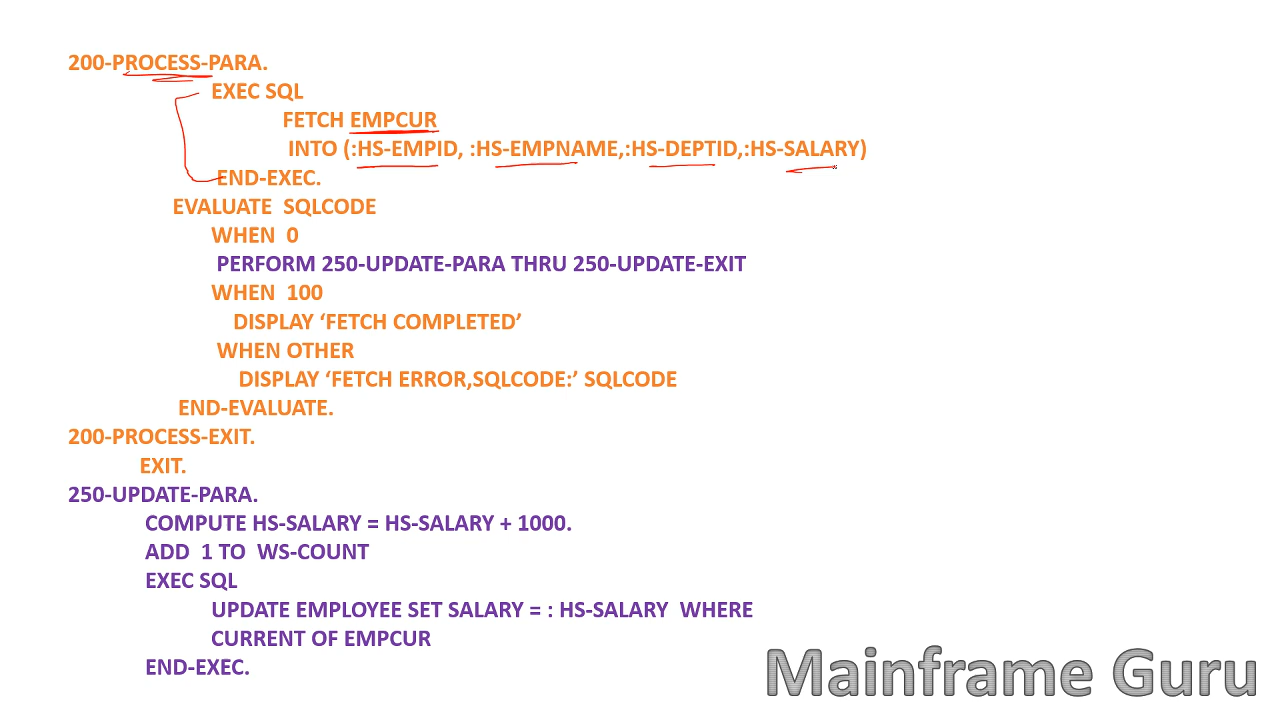 200-PROCESS-PARA.
EXEC SQL
FETCH EMPCUR
INTO (:HS-EMPID, :HS-EMPNAME,:HS-DEPTID,:HS-SALARY)
END-EXEC.
EVALUATE SQLCODE
WHEN 0
PERFORM 250-UPDATE-PARA THRU 250-UPDATE-EXIT
WHEN 100
DISPLAY ‘FETCH COMPLETED’
WHEN OTHER
DISPLAY ‘FETCH ERROR,SQLCODE:’ SQLCODE
END-EVALUATE.
200-PROCESS-EXIT.
EXIT.
250-UPDATE-PARA.
COMPUTE HS-SALARY = HS-SALARY + 1000.
ADD 1 TO WS-COUNT
EXEC SQL
UPDATE EMPLOYEE SET SALARY = : HS-SALARY WHERE
CURRENT OF EMPCUR
END-EXEC.
Mainframe Guru